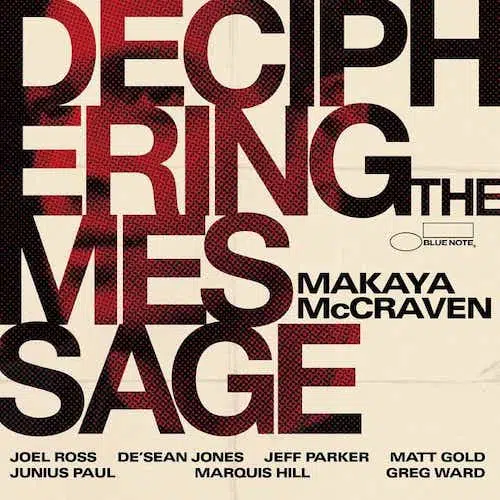 DECIPH
ERING THE
MES
SAGE
BLUE NOTE
MAKAYA
McCRAVEN
JOEL ROSS DE'SEAN JONES JEFF PARKER MATT GOLD
JUNIUS PAUL MARQUIS HILL GREG WARD